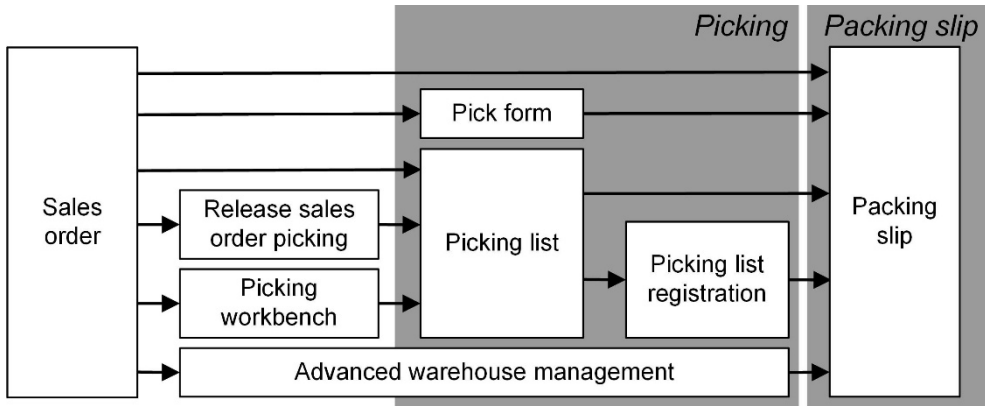 Picking
Packing slip
Pick form
Sales
order
Release sales
order picking
Picking list
Packing
slip
Picking
workbench
Picking list
registration
Advanced warehouse management